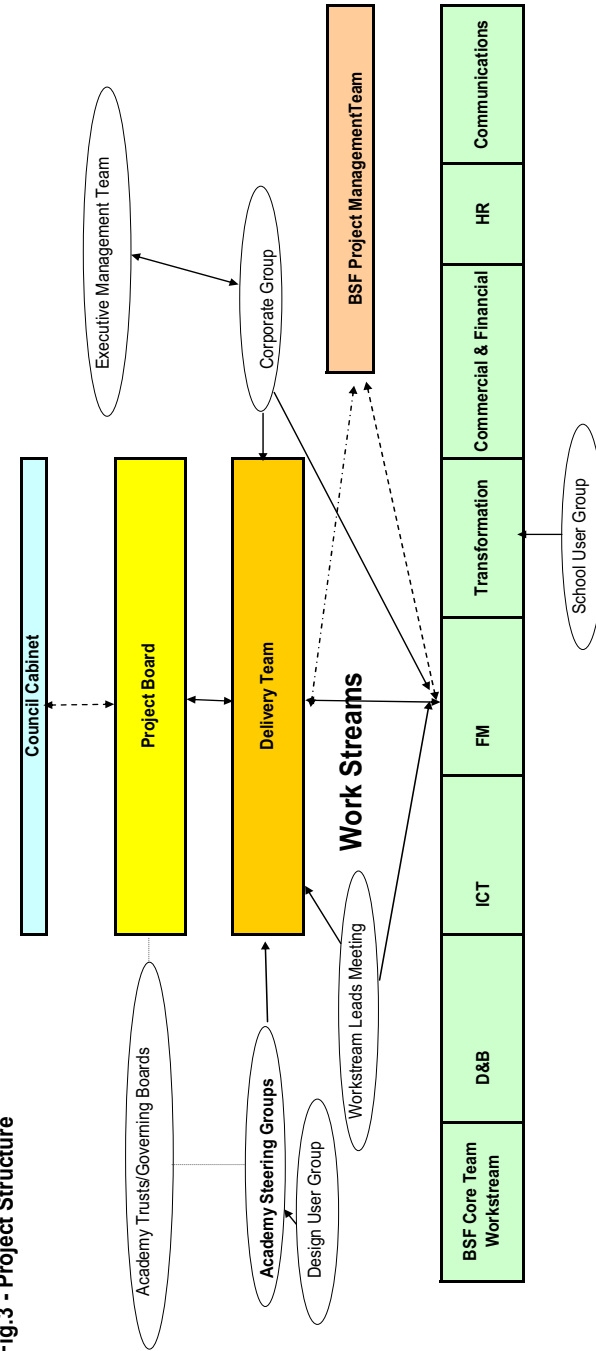 Fig.3 - Project Structure
Council Cabinet
Executive Management Team
Academy Trusts/Governing Boards
Project Board
Academy Steering Groups
Delivery Team
Corporate Group
Design User Group
Workstream Leads Meeting
Work Streams
BSF Project ManagementTeam
BSF Core Team
Workstream
D&B
ICT
FM
Transformation
Commercial & Financial
HR
Communications
School User Group